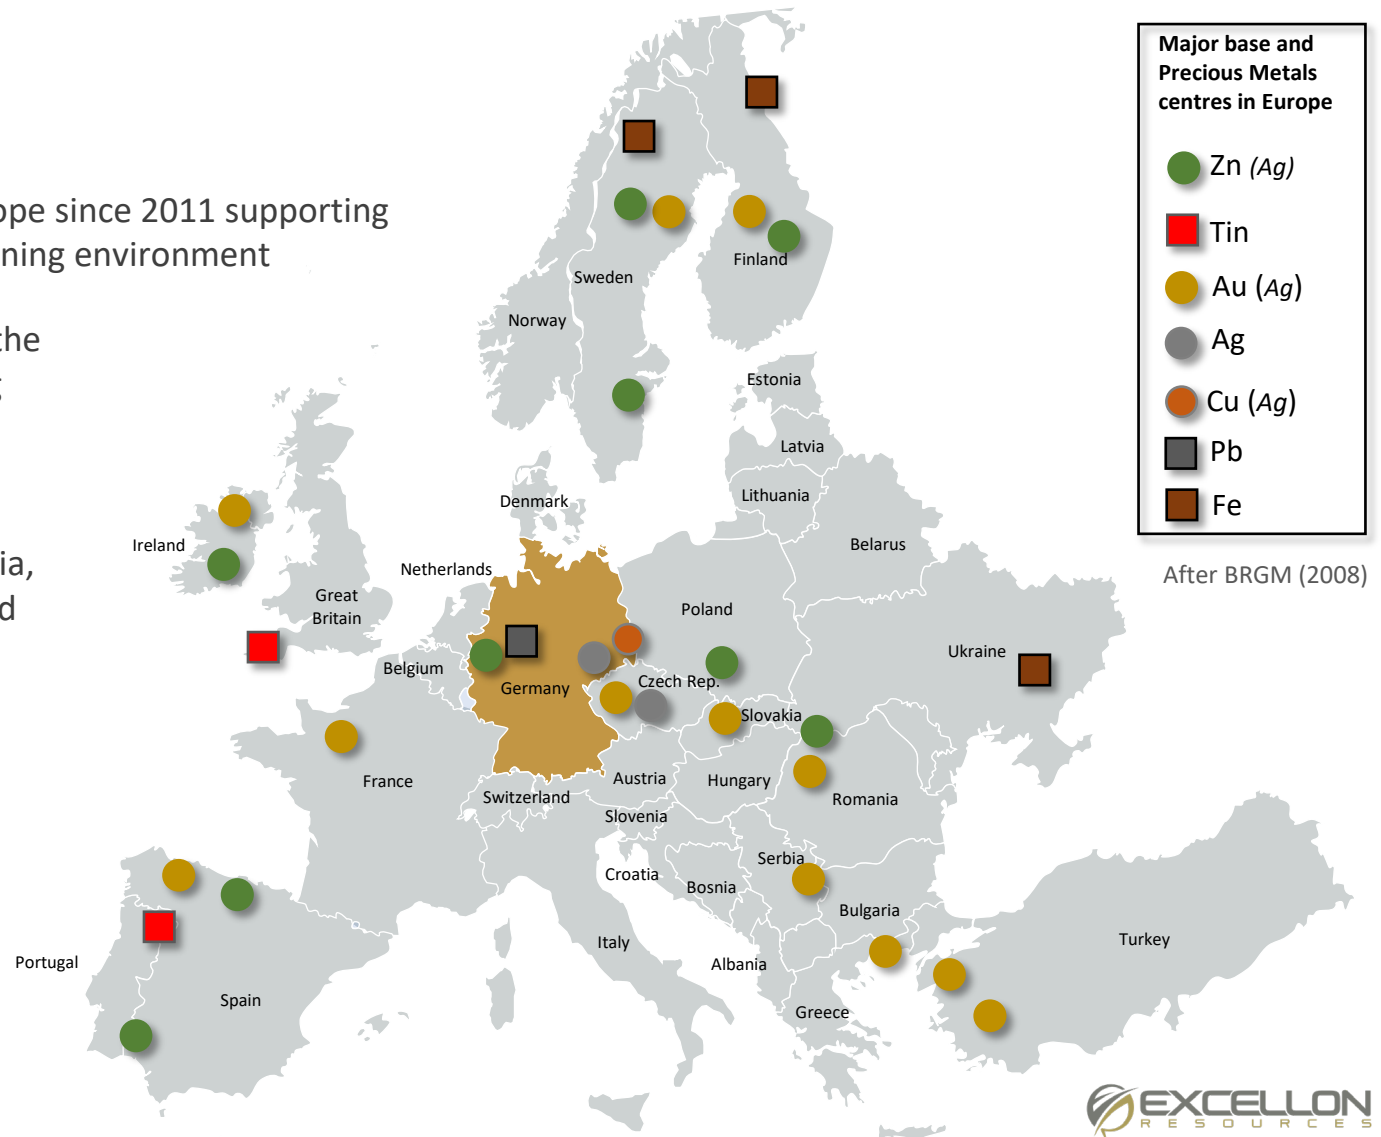 ope since 2011 supporting
ning environment
the
ia,
Major base and
Precious Metals
centres in Europe
Zn (Ag)
Tin
Au (Ag)
Ag
Cu (Ag)
Pb
Fe
After BRGM (2008)
Finland
Sweden
Norway
Estonia
Latvia
Lithuania
Denmark
Ireland
Belarus
Netherlands
Great
Britain
Poland
Ukraine
Belgium
Czech Rep.
Germany
Slovakia
France
Austria
Hungary
Switzerland
Romania
Slovenia
Serbia
Croatia
Bosnia
Bulgaria
Italy
Turkey
Portugal
Albania
Spain
Greece
EXCELLON
RESOURCES